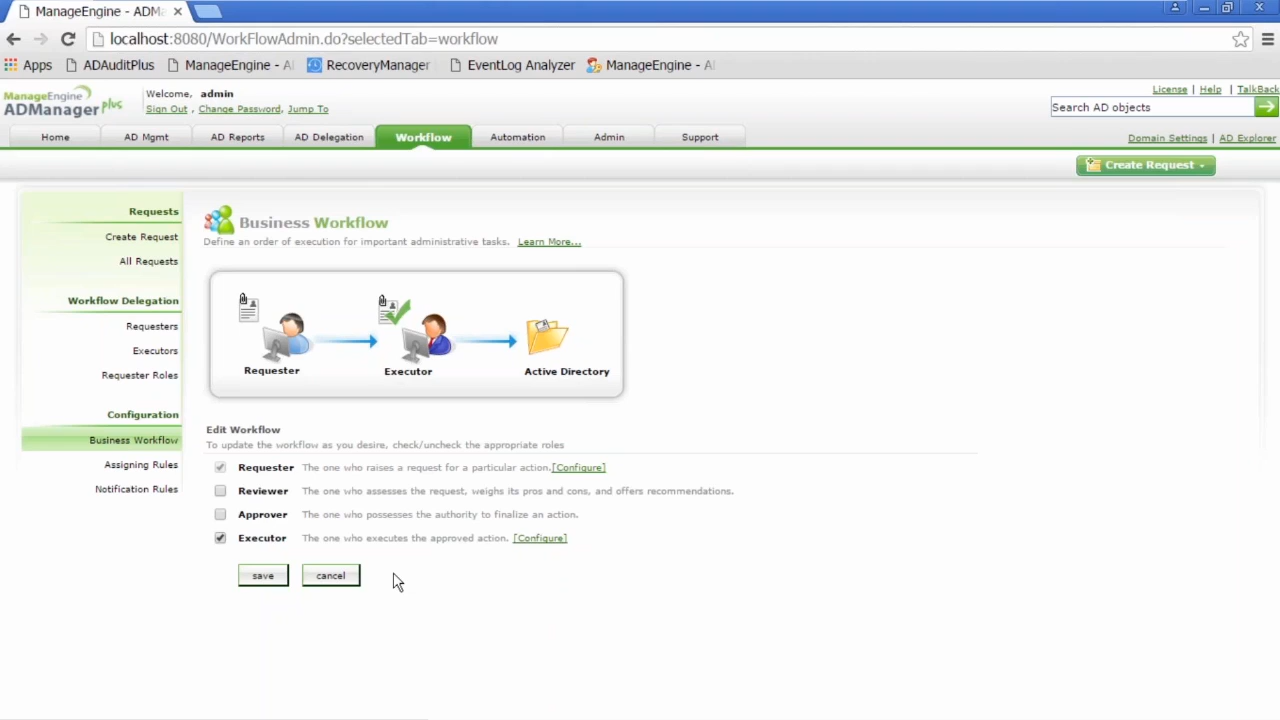 ManageEngine - ADMa
localhost:8080/WorkFlowAdmin.do?selectedTab=workflow
Apps ADAuditPlus ManageEngine - A RecoveryManager EventLog Analyzer ManageEngine - A
ManageEngine
ADManager plus
Welcome, admin
Sign Out , Change Password, Jump To
License | Help | TalkBack
Search AD objects
Home AD Mgmt AD Reports AD Delegation Workflow Automation Admin Support
Domain Settings | AD Explorer
Create Request
Requests
Create Request
All Requests
Workflow Delegation
Requesters
Executors
Requester Roles
Configuration
Business Workflow
Assigning Rules
Notification Rules
Business Workflow
Define an order of execution for important administrative tasks. Learn More...
Requester Executor Active Directory
Edit Workflow
To update the workflow as you desire, check/uncheck the appropriate roles
Requester The one who raises a request for a particular action.[Configure]
Reviewer The one who assesses the request, weighs its pros and cons, and offers recommendations.
Approver The one who possesses the authority to finalize an action.
Executor The one who executes the approved action. [Configure]
save cancel